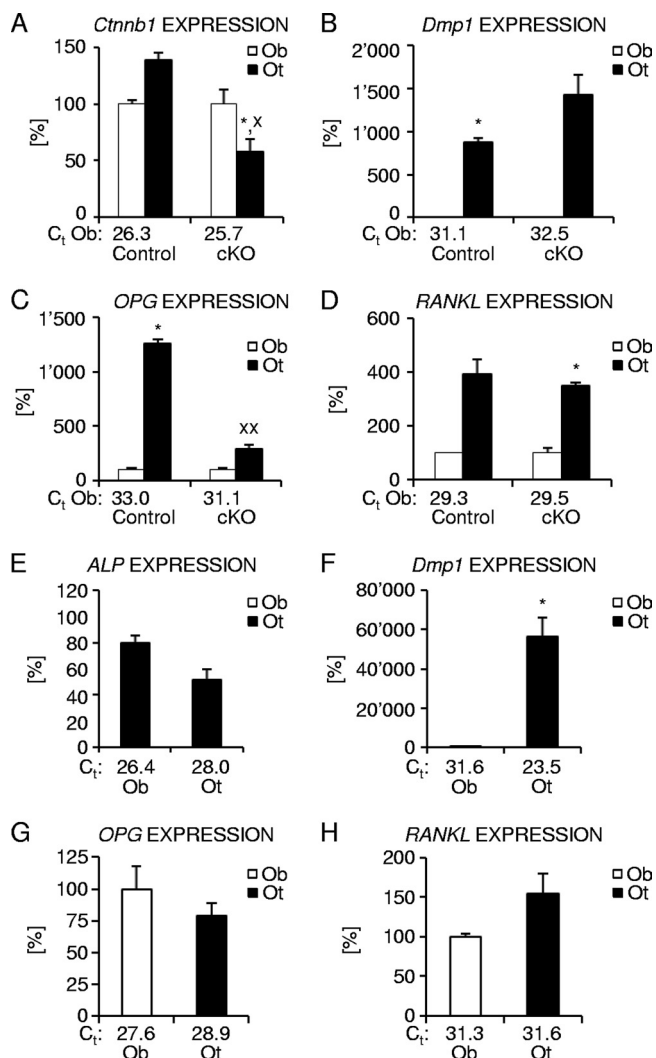 A Ctnnb1 EXPRESSION
150
100
50
0
[%]
Ob
Ot
*,x
Ct Ob: 26.3 25.7
Control cKO
B Dmp1 EXPRESSION
2'000
1'500
1'000
500
0
[%]
Ob
Ot
*
Ct Ob: 31.1 32.5
Control cKO
C OPG EXPRESSION
1'500
1'000
500
0
[%]
Ob
Ot
*
xx
Ct Ob: 33.0 31.1
Control cKO
D RANKL EXPRESSION
600
400
200
0
[%]
Ob
Ot
*
Ct Ob: 29.3 29.5
Control cKO
E ALP EXPRESSION
120
100
80
60
40
20
0
[%]
Ob
Ot
Ct: 26.4 28.0
Ob Ot
F Dmp1 EXPRESSION
80'000
60'000
40'000
20'000
0
[%]
Ob
Ot
*
Ct: 31.6 23.5
Ob Ot
G OPG EXPRESSION
125
100
75
50
25
0
[%]
Ob
Ot
Ct: 27.6 28.9
Ob Ot
H RANKL EXPRESSION
200
150
100
50
0
[%]
Ob
Ot
Ct: 31.3 31.6
Ob Ot